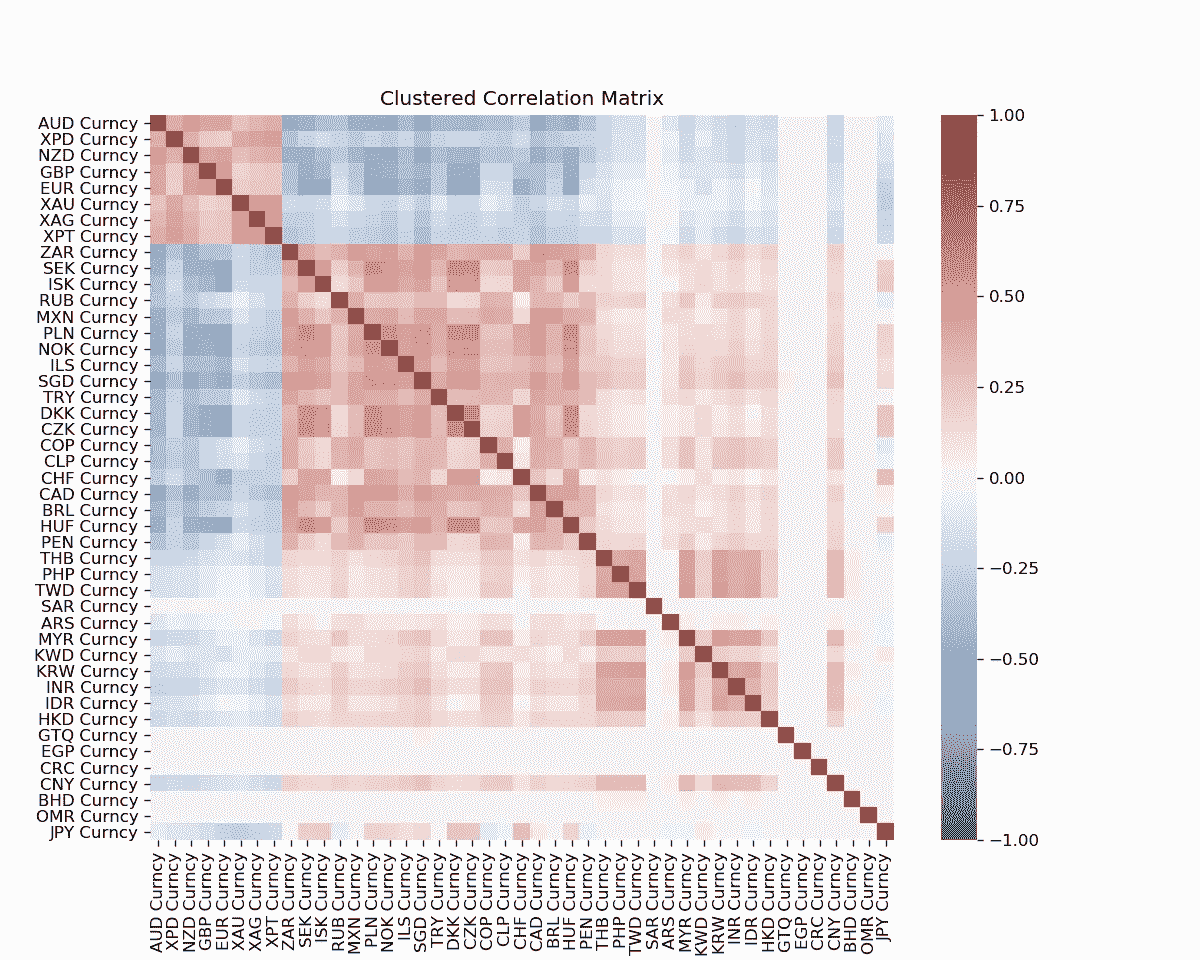 Clustered Correlation Matrix
AUD Curncy
XPD Curncy
NZD Curncy
GBP Curncy
EUR Curncy
XAU Curncy
XAG Curncy
XPT Curncy
ZAR Curncy
SEK Curncy
ISK Curncy
RUB Curncy
MXN Curncy
PLN Curncy
NOK Curncy
ILS Curncy
SGD Curncy
TRY Curncy
DKK Curncy
CZK Curncy
COP Curncy
CLP Curncy
CHF Curncy
CAD Curncy
BRL Curncy
HUF Curncy
PEN Curncy
THB Curncy
PHP Curncy
TWD Curncy
SAR Curncy
ARS Curncy
MYR Curncy
KWD Curncy
KRW Curncy
INR Curncy
IDR Curncy
HKD Curncy
GTQ Curncy
EGP Curncy
CRC Curncy
CNY Curncy
BHD Curncy
OMR Curncy
JPY Curncy
AUD Curncy
XPD Curncy
NZD Curncy
GBP Curncy
EUR Curncy
XAU Curncy
XAG Curncy
XPT Curncy
ZAR Curncy
SEK Curncy
ISK Curncy
RUB Curncy
MXN Curncy
PLN Curncy
NOK Curncy
ILS Curncy
SGD Curncy
TRY Curncy
DKK Curncy
CZK Curncy
COP Curncy
CLP Curncy
CHF Curncy
CAD Curncy
BRL Curncy
HUF Curncy
PEN Curncy
THB Curncy
PHP Curncy
TWD Curncy
SAR Curncy
ARS Curncy
MYR Curncy
KWD Curncy
KRW Curncy
INR Curncy
IDR Curncy
HKD Curncy
GTQ Curncy
EGP Curncy
CRC Curncy
CNY Curncy
BHD Curncy
OMR Curncy
JPY Curncy
1.00
0.75
0.50
0.25
0.00
−0.25
−0.50
−0.75
−1.00